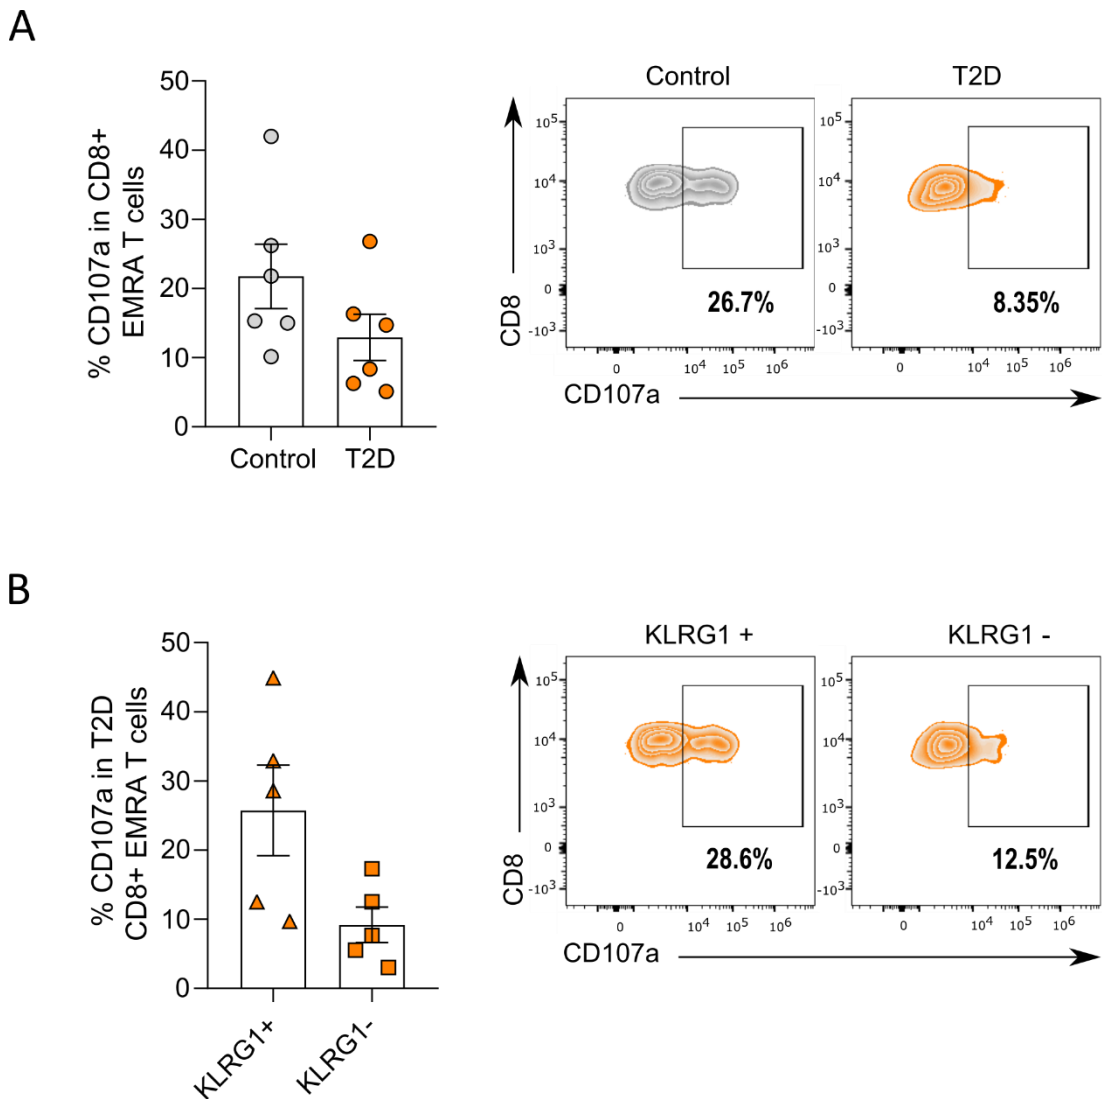 A
% CD107a in CD8+
EMRA T cells
50
40
30
20
10
0
Control T2D
Control
T2D
CD8
10⁵
10⁴
10³
0
-10³
26.7%
0 10⁴ 10⁵ 10⁶
10⁵
10⁴
10³
0
-10³
8.35%
0 10⁴ 10⁵ 10⁶
CD107a
B
% CD107a in T2D
CD8+ EMRA T cells
50
40
30
20
10
0
KLRG1+
KLRG1-
KLRG1 +
KLRG1 -
CD8
10⁵
10⁴
10³
0
-10³
28.6%
0 10⁴ 10⁵ 10⁶
10⁵
10⁴
10³
0
-10³
12.5%
0 10⁴ 10⁵ 10⁶
CD107a